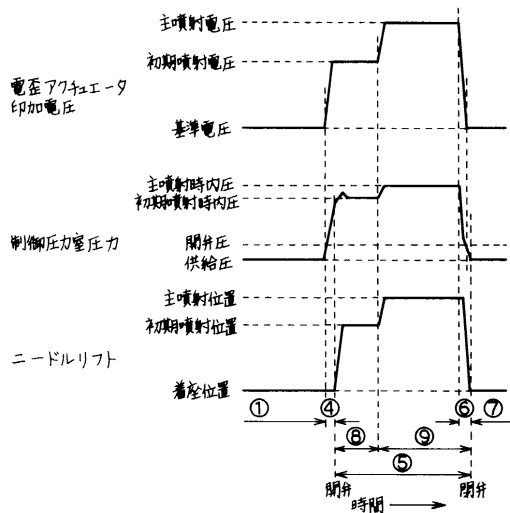 主噴射電圧
初期噴射電圧
電歪アクチュエータ
印加電圧
基準電圧
主噴射時内圧
初期噴射時内圧
制御圧力室圧力
開弁圧
供給圧
主噴射位置
初期噴射位置
ニードルリフト
着座位置
① ④ ⑥ ⑦
⑧ ⑨
⑤
開弁 閉弁
時間